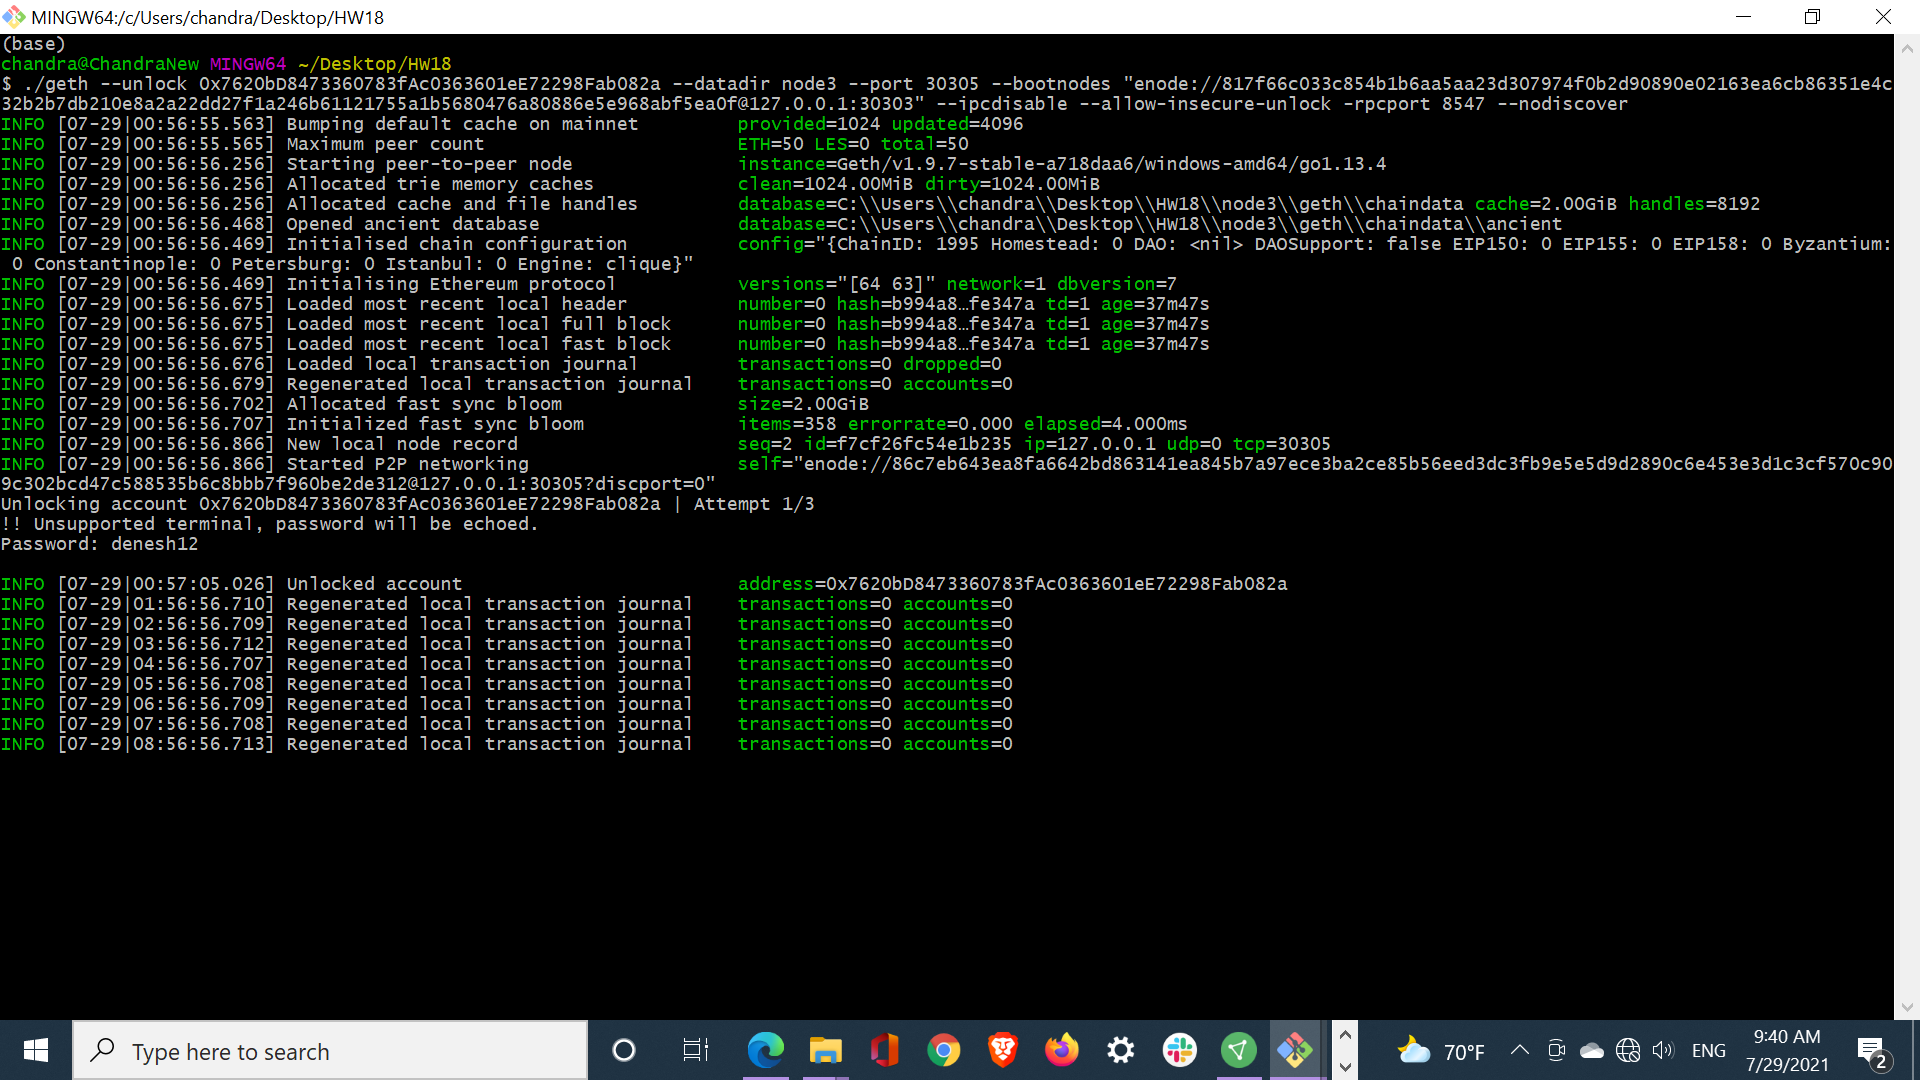 MINGW64:/c/Users/chandra/Desktop/HW18
(base)
chandra@ChandraNew MINGW64 ~/Desktop/HW18
$ ./geth --unlock 0x7620bD8473360783fAc0363601eE72298Fab082a --datadir node3 --port 30305 --bootnodes "enode://817f66c033c854b1b6aa5aa23d307974f0b2d90890e02163ea6cb86351e4c
32b2b7db210e8a2a22dd27f1a246b61121755a1b5680476a80886e5e968abf5ea0f@127.0.0.1:30303" --ipcdisable --allow-insecure-unlock -rpcport 8547 --nodiscover
INFO [07-29|00:56:55.563] Bumping default cache on mainnet provided=1024 updated=4096
INFO [07-29|00:56:55.565] Maximum peer count ETH=50 LES=0 total=50
INFO [07-29|00:56:56.256] Starting peer-to-peer node instance=Geth/v1.9.7-stable-a718daa6/windows-amd64/go1.13.4
INFO [07-29|00:56:56.256] Allocated trie memory caches clean=1024.00MiB dirty=1024.00MiB
INFO [07-29|00:56:56.256] Allocated cache and file handles database=C:\\Users\\chandra\\Desktop\\HW18\\node3\\geth\\chaindata cache=2.00GiB handles=8192
INFO [07-29|00:56:56.468] Opened ancient database database=C:\\Users\\chandra\\Desktop\\HW18\\node3\\geth\\chaindata\\ancient
INFO [07-29|00:56:56.469] Initialised chain configuration config="{ChainID: 1995 Homestead: 0 DAO: <nil> DAOSupport: false EIP150: 0 EIP155: 0 EIP158: 0 Byzantium:
0 Constantinople: 0 Petersburg: 0 Istanbul: 0 Engine: clique}"
INFO [07-29|00:56:56.469] Initialising Ethereum protocol versions="[64 63]" network=1 dbversion=7
INFO [07-29|00:56:56.675] Loaded most recent local header number=0 hash=b994a8…fe347a td=1 age=37m47s
INFO [07-29|00:56:56.675] Loaded most recent local full block number=0 hash=b994a8…fe347a td=1 age=37m47s
INFO [07-29|00:56:56.675] Loaded most recent local fast block number=0 hash=b994a8…fe347a td=1 age=37m47s
INFO [07-29|00:56:56.676] Loaded local transaction journal transactions=0 dropped=0
INFO [07-29|00:56:56.679] Regenerated local transaction journal transactions=0 accounts=0
INFO [07-29|00:56:56.702] Allocated fast sync bloom size=2.00GiB
INFO [07-29|00:56:56.707] Initialized fast sync bloom items=358 errorrate=0.000 elapsed=4.000ms
INFO [07-29|00:56:56.866] New local node record seq=2 id=f7cf26fc54e1b235 ip=127.0.0.1 udp=0 tcp=30305
INFO [07-29|00:56:56.866] Started P2P networking self="enode://86c7eb643ea8fa6642bd863141ea845b7a97ece3ba2ce85b56eed3dc3fb9e5e5d9d2890c6e453e3d1c3cf570c90
9c302bcd47c588535b6c8bbb7f960be2de312@127.0.0.1:30305?discport=0"
Unlocking account 0x7620bD8473360783fAc0363601eE72298Fab082a | Attempt 1/3
!! Unsupported terminal, password will be echoed.
Password: denesh12
INFO [07-29|00:57:05.026] Unlocked account address=0x7620bD8473360783fAc0363601eE72298Fab082a
INFO [07-29|01:56:56.710] Regenerated local transaction journal transactions=0 accounts=0
INFO [07-29|02:56:56.709] Regenerated local transaction journal transactions=0 accounts=0
INFO [07-29|03:56:56.712] Regenerated local transaction journal transactions=0 accounts=0
INFO [07-29|04:56:56.707] Regenerated local transaction journal transactions=0 accounts=0
INFO [07-29|05:56:56.708] Regenerated local transaction journal transactions=0 accounts=0
INFO [07-29|06:56:56.709] Regenerated local transaction journal transactions=0 accounts=0
INFO [07-29|07:56:56.708] Regenerated local transaction journal transactions=0 accounts=0
INFO [07-29|08:56:56.713] Regenerated local transaction journal transactions=0 accounts=0
Type here to search
70°F
ENG
9:40 AM
7/29/2021
2